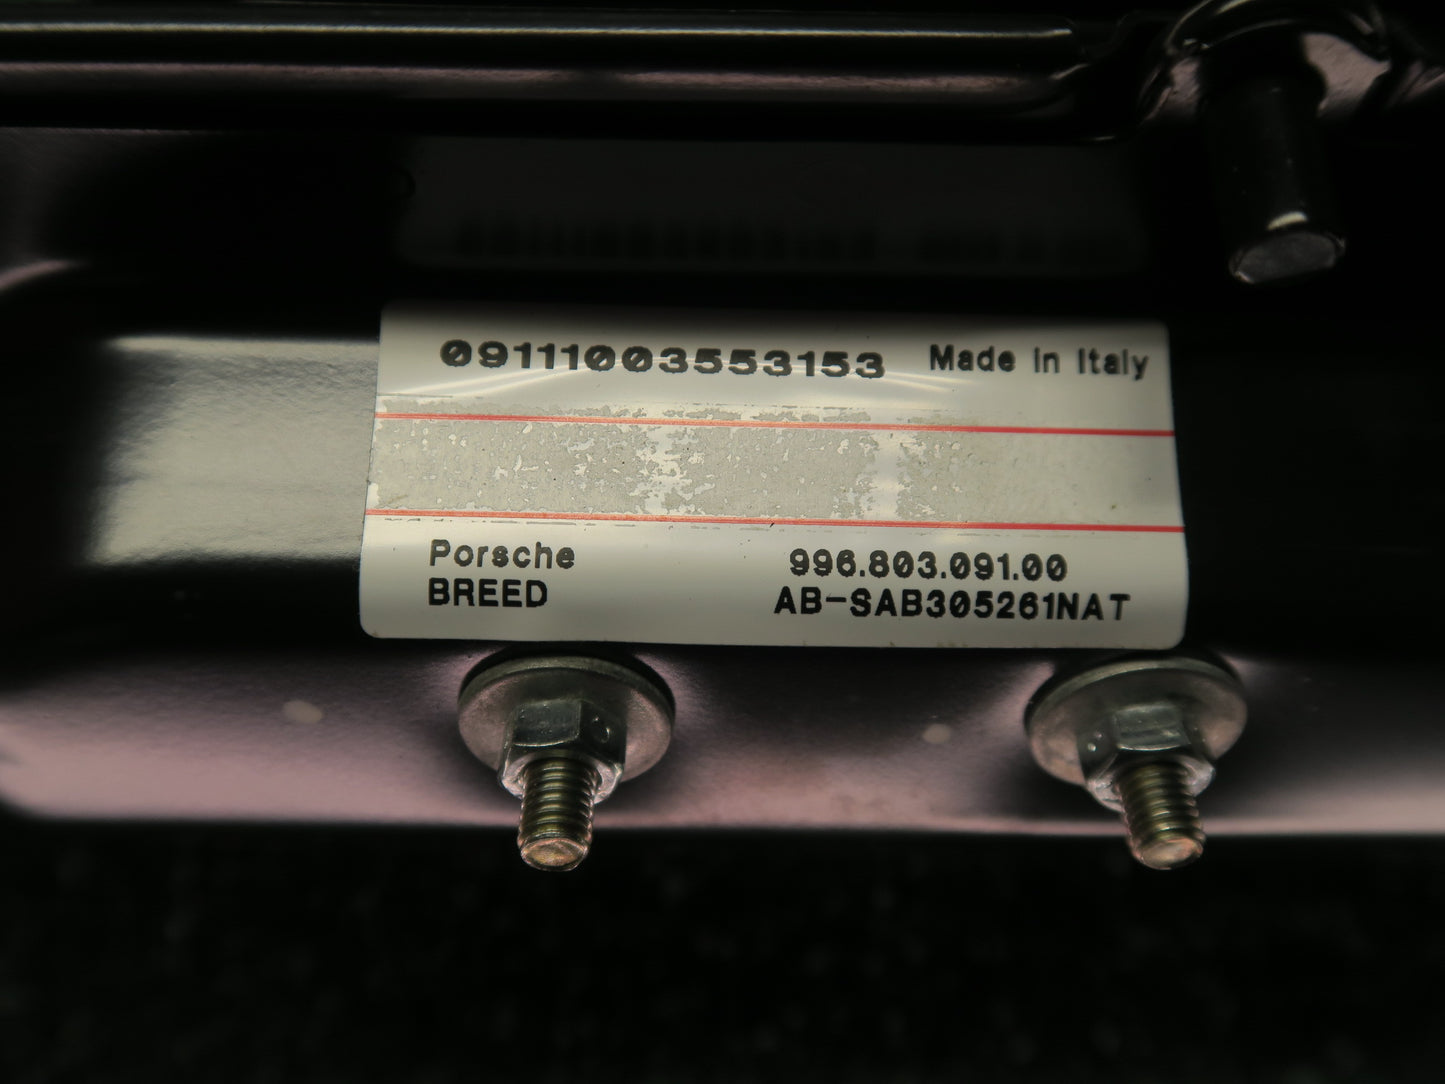 09111003553153 Made In Italy
Porsche 996.803.091.00
BREED AB-SAB305261NAT